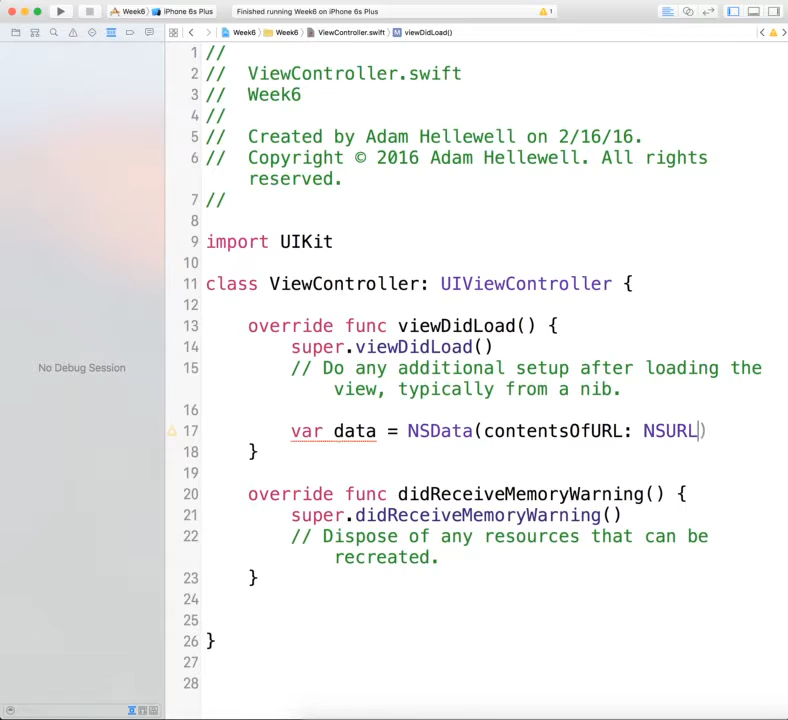 Week6 〉 iPhone 6s Plus
Finished running Week6 on iPhone 6s Plus
1
Week6 〉 Week6 〉 ViewController.swift 〉 M viewDidLoad()
No Debug Session
1 //
2 //  ViewController.swift
3 //  Week6
4 //
5 //  Created by Adam Hellewell on 2/16/16.
6 //  Copyright © 2016 Adam Hellewell. All rights
reserved.
7 //
8
9 import UIKit
10
11 class ViewController: UIViewController {
12
13 override func viewDidLoad() {
14 super.viewDidLoad()
15 // Do any additional setup after loading the
view, typically from a nib.
16
17 var data = NSData(contentsOfURL: NSURL)
18 }
19
20 override func didReceiveMemoryWarning() {
21 super.didReceiveMemoryWarning()
22 // Dispose of any resources that can be
recreated.
23 }
24
25
26 }
27
28